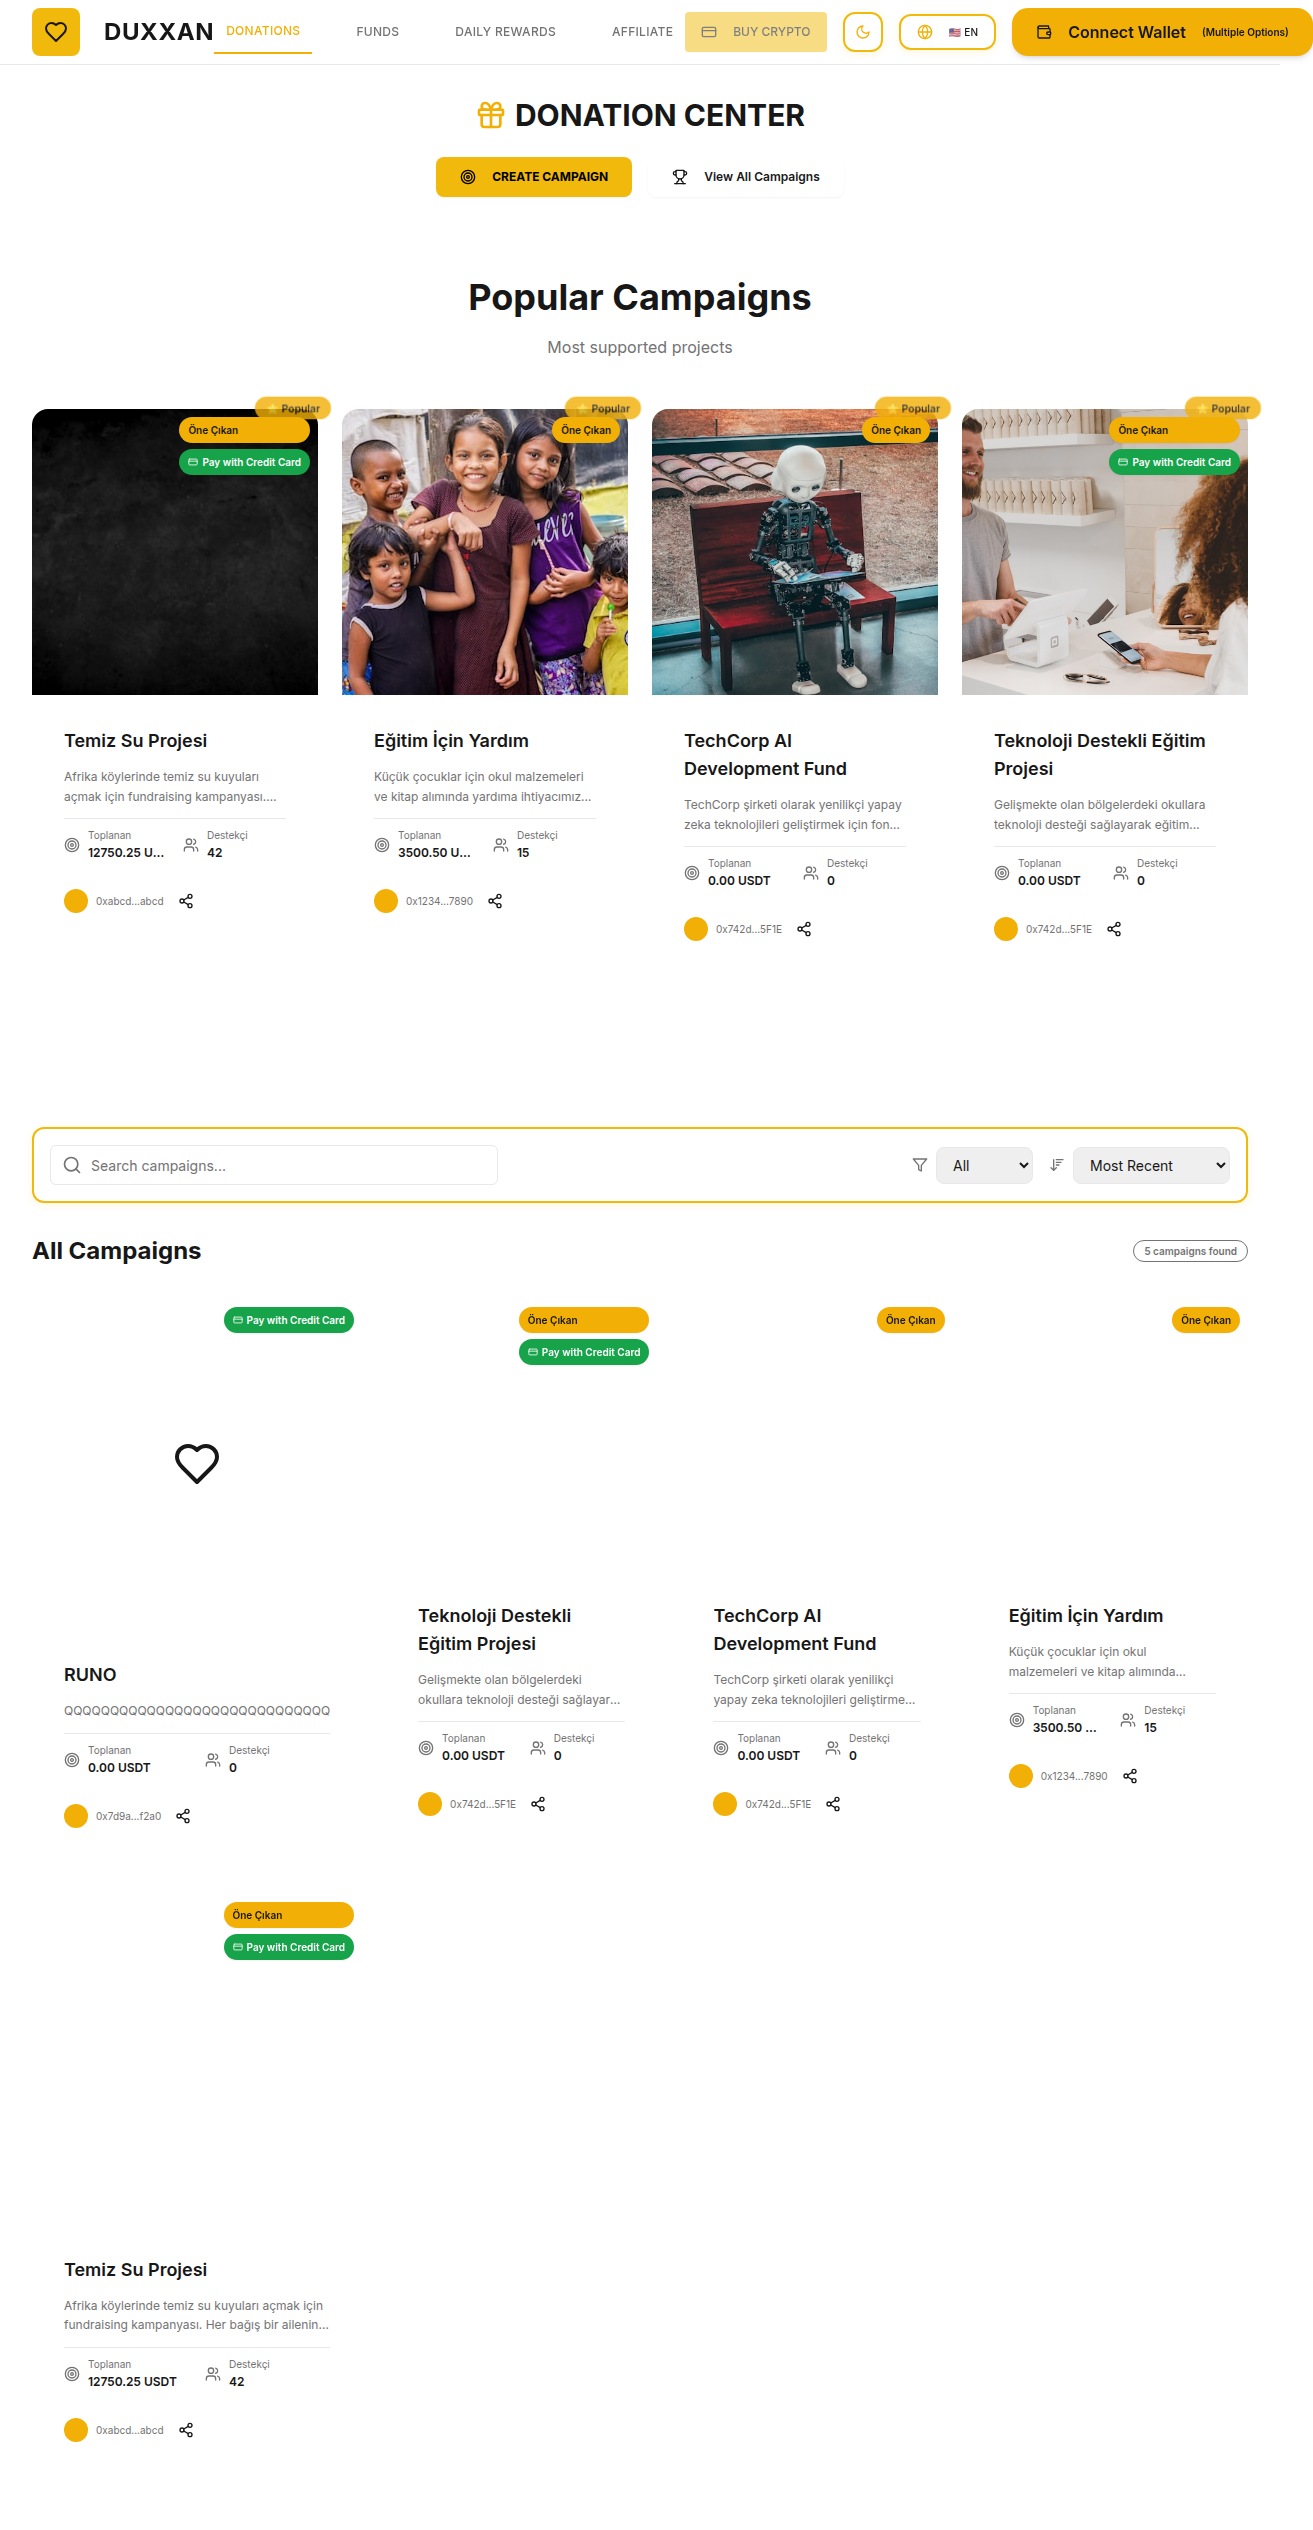 DUXXAN
DONATIONS
FUNDS
DAILY REWARDS
AFFILIATE
BUY CRYPTO
🇺🇸 EN
Connect Wallet (Multiple Options)
DONATION CENTER
CREATE CAMPAIGN
View All Campaigns
Popular Campaigns
Most supported projects
⭐ Popular
Öne Çıkan
Pay with Credit Card
Temiz Su Projesi
Afrika köylerinde temiz su kuyuları
açmak için fundraising kampanyası....
Toplanan
12750.25 U...
Destekçi
42
0xabcd...abcd
⭐ Popular
Öne Çıkan
Eğitim İçin Yardım
Küçük çocuklar için okul malzemeleri
ve kitap alımında yardıma ihtiyacımız...
Toplanan
3500.50 U...
Destekçi
15
0x1234...7890
⭐ Popular
Öne Çıkan
TechCorp AI
Development Fund
TechCorp şirketi olarak yenilikçi yapay
zeka teknolojileri geliştirmek için fon...
Toplanan
0.00 USDT
Destekçi
0
0x742d...5F1E
⭐ Popular
Öne Çıkan
Pay with Credit Card
Teknoloji Destekli Eğitim
Projesi
Gelişmekte olan bölgelerdeki okullara
teknoloji desteği sağlayarak eğitim...
Toplanan
0.00 USDT
Destekçi
0
0x742d...5F1E
Search campaigns...
All
Most Recent
All Campaigns
5 campaigns found
Pay with Credit Card
RUNO
QQQQQQQQQQQQQQQQQQQQQQQQQQQQQ
Toplanan
0.00 USDT
Destekçi
0
0x7d9a...f2a0
Öne Çıkan
Pay with Credit Card
Teknoloji Destekli
Eğitim Projesi
Gelişmekte olan bölgelerdeki
okullara teknoloji desteği sağlayar...
Toplanan
0.00 USDT
Destekçi
0
0x742d...5F1E
Öne Çıkan
TechCorp AI
Development Fund
TechCorp şirketi olarak yenilikçi
yapay zeka teknolojileri geliştirme...
Toplanan
0.00 USDT
Destekçi
0
0x742d...5F1E
Öne Çıkan
Eğitim İçin Yardım
Küçük çocuklar için okul
malzemeleri ve kitap alımında...
Toplanan
3500.50 ...
Destekçi
15
0x1234...7890
Öne Çıkan
Pay with Credit Card
Temiz Su Projesi
Afrika köylerinde temiz su kuyuları açmak için
fundraising kampanyası. Her bağış bir ailenin...
Toplanan
12750.25 USDT
Destekçi
42
0xabcd...abcd